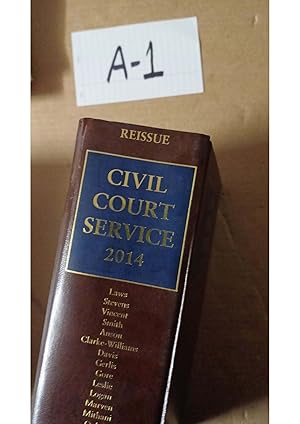 A-1
REISSUE
CIVIL
COURT
SERVICE
2014
Laws
Stevens
Vincent
Smith
Anson
Clarke-Williams
Davis
Gerlis
Gore
Leslie
Logan
Marven
Mithani